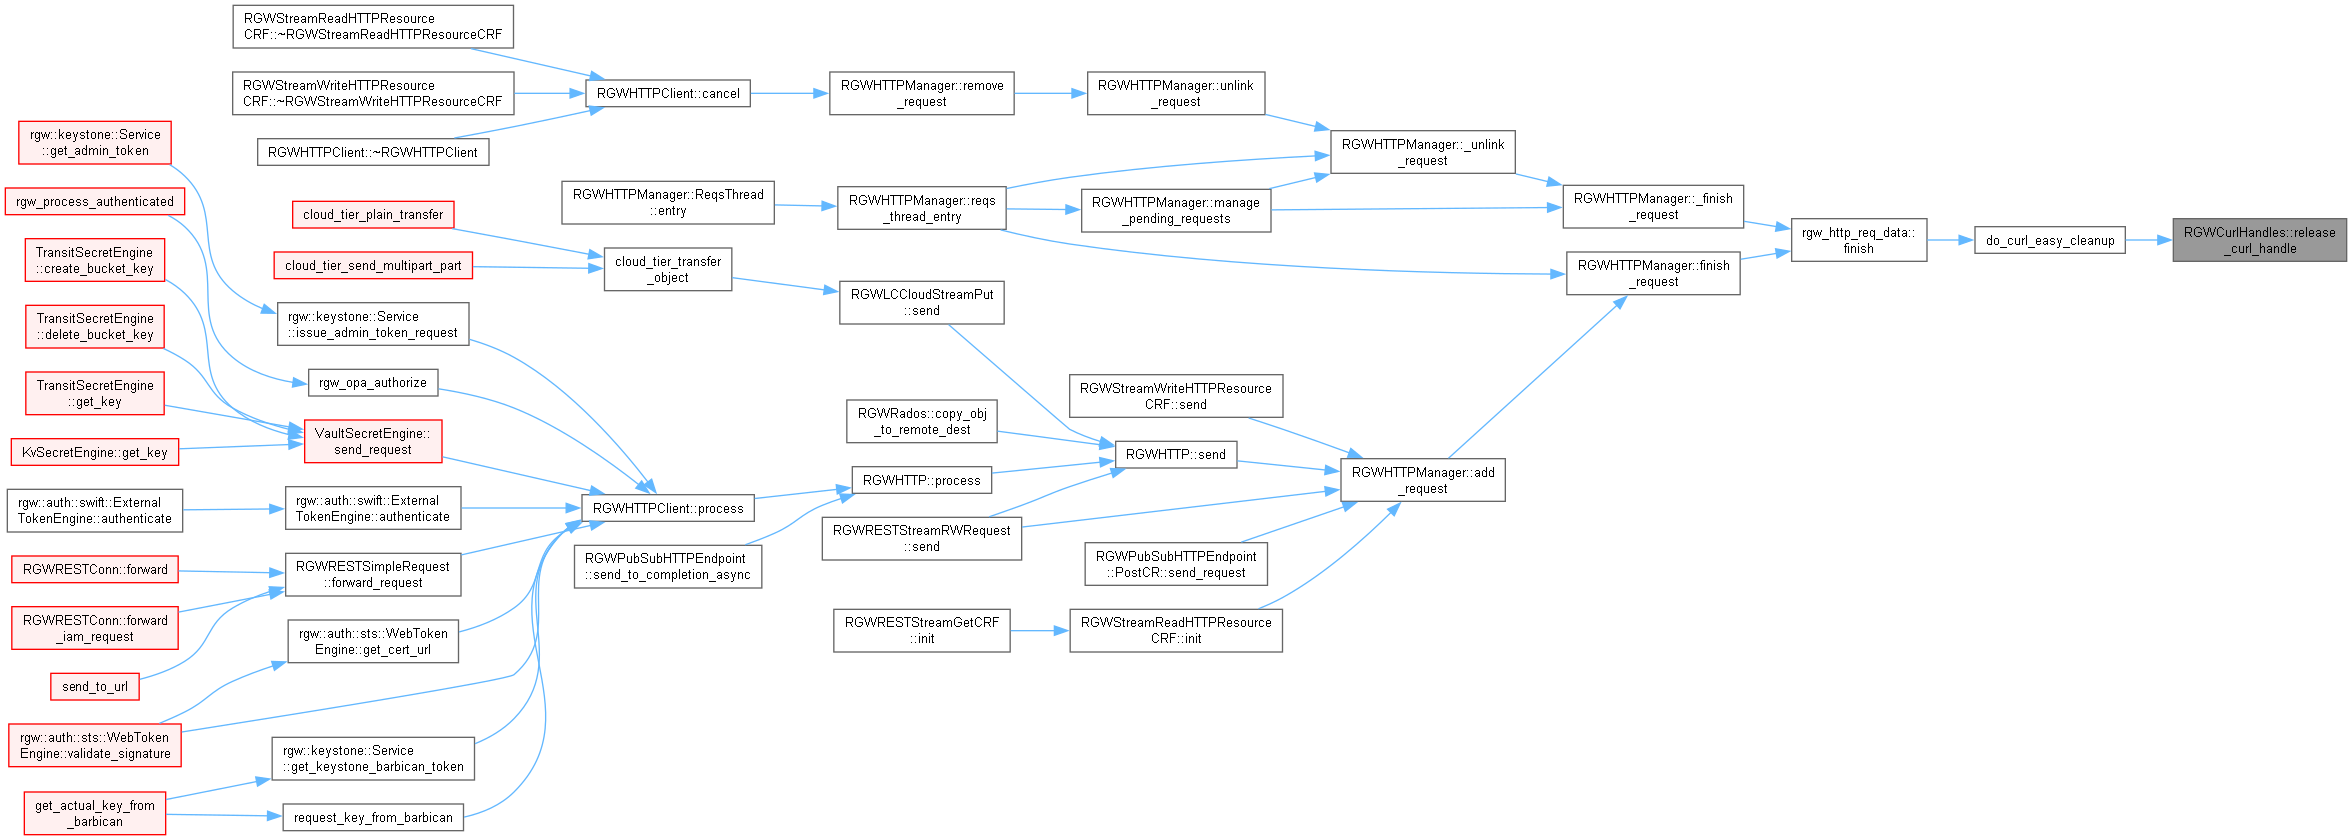 RGWStreamReadHTTPResource
CRF::~RGWStreamReadHTTPResourceCRF
RGWStreamWriteHTTPResource
CRF::~RGWStreamWriteHTTPResourceCRF
RGWHTTPClient::~RGWHTTPClient
RGWHTTPClient::cancel
RGWHTTPManager::remove
_request
RGWHTTPManager::unlink
_request
RGWHTTPManager::_unlink
_request
RGWHTTPManager::ReqsThread
::entry
RGWHTTPManager::reqs
_thread_entry
RGWHTTPManager::manage
_pending_requests
RGWHTTPManager::_finish
_request
RGWHTTPManager::finish
_request
rgw_http_req_data::
finish
do_curl_easy_cleanup
RGWCurlHandles::release
_curl_handle
rgw::keystone::Service
::get_admin_token
rgw_process_authenticated
TransitSecretEngine
::create_bucket_key
TransitSecretEngine
::delete_bucket_key
TransitSecretEngine
::get_key
KvSecretEngine::get_key
rgw::auth::swift::External
TokenEngine::authenticate
RGWRESTConn::forward
RGWRESTConn::forward
_iam_request
send_to_url
rgw::auth::sts::WebToken
Engine::validate_signature
get_actual_key_from
_barbican
cloud_tier_plain_transfer
cloud_tier_send_multipart_part
rgw::keystone::Service
::issue_admin_token_request
rgw_opa_authorize
VaultSecretEngine::
send_request
rgw::auth::swift::External
TokenEngine::authenticate
RGWRESTSimpleRequest
::forward_request
rgw::auth::sts::WebToken
Engine::get_cert_url
rgw::keystone::Service
::get_keystone_barbican_token
request_key_from_barbican
cloud_tier_transfer
_object
RGWHTTPClient::process
RGWPubSubHTTPEndpoint
::send_to_completion_async
RGWLCCloudStreamPut
::send
RGWRados::copy_obj
_to_remote_dest
RGWHTTP::process
RGWRESTStreamRWRequest
::send
RGWRESTStreamGetCRF
::init
RGWStreamWriteHTTPResource
CRF::send
RGWHTTP::send
RGWPubSubHTTPEndpoint
::PostCR::send_request
RGWStreamReadHTTPResource
CRF::init
RGWHTTPManager::add
_request